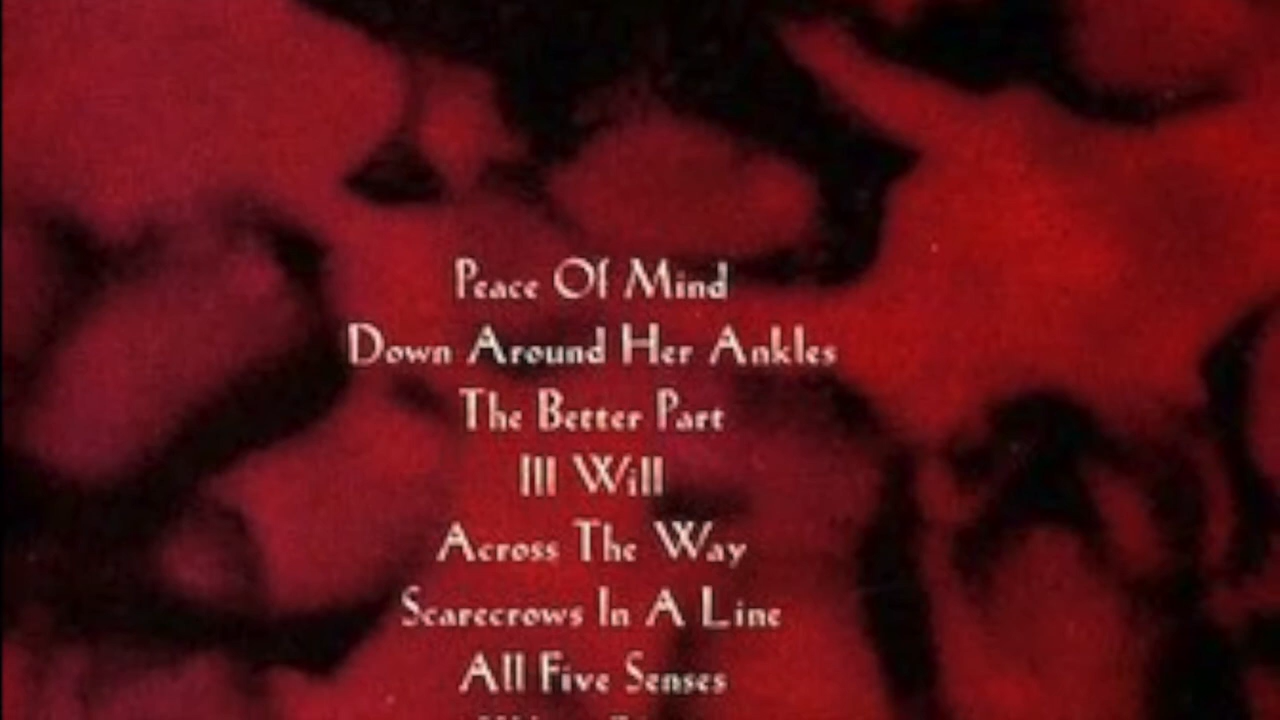 Peace Of Mind
Down Around Her Ankles
The Better Part
Ill Will
Across The Way
Scarecrows In A Line
All Five Senses